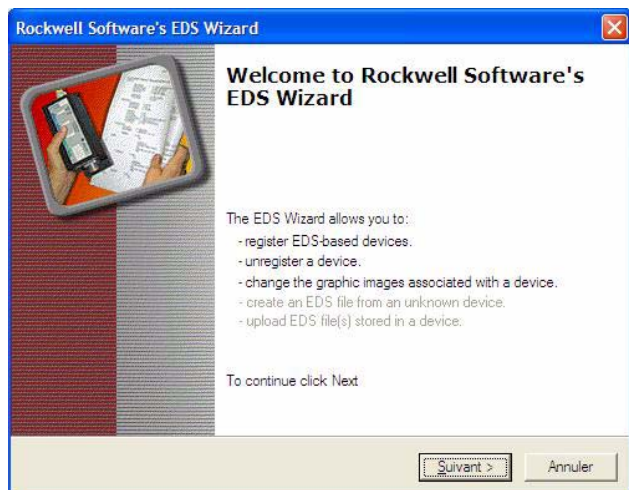 Rockwell Software's EDS Wizard
Welcome to Rockwell Software's
EDS Wizard
The EDS Wizard allows you to:
- register EDS-based devices.
- unregister a device.
- change the graphic images associated with a device.
- create an EDS file from an unknown device.
- upload EDS file(s) stored in a device.
To continue click Next
Suivant >
Annuler